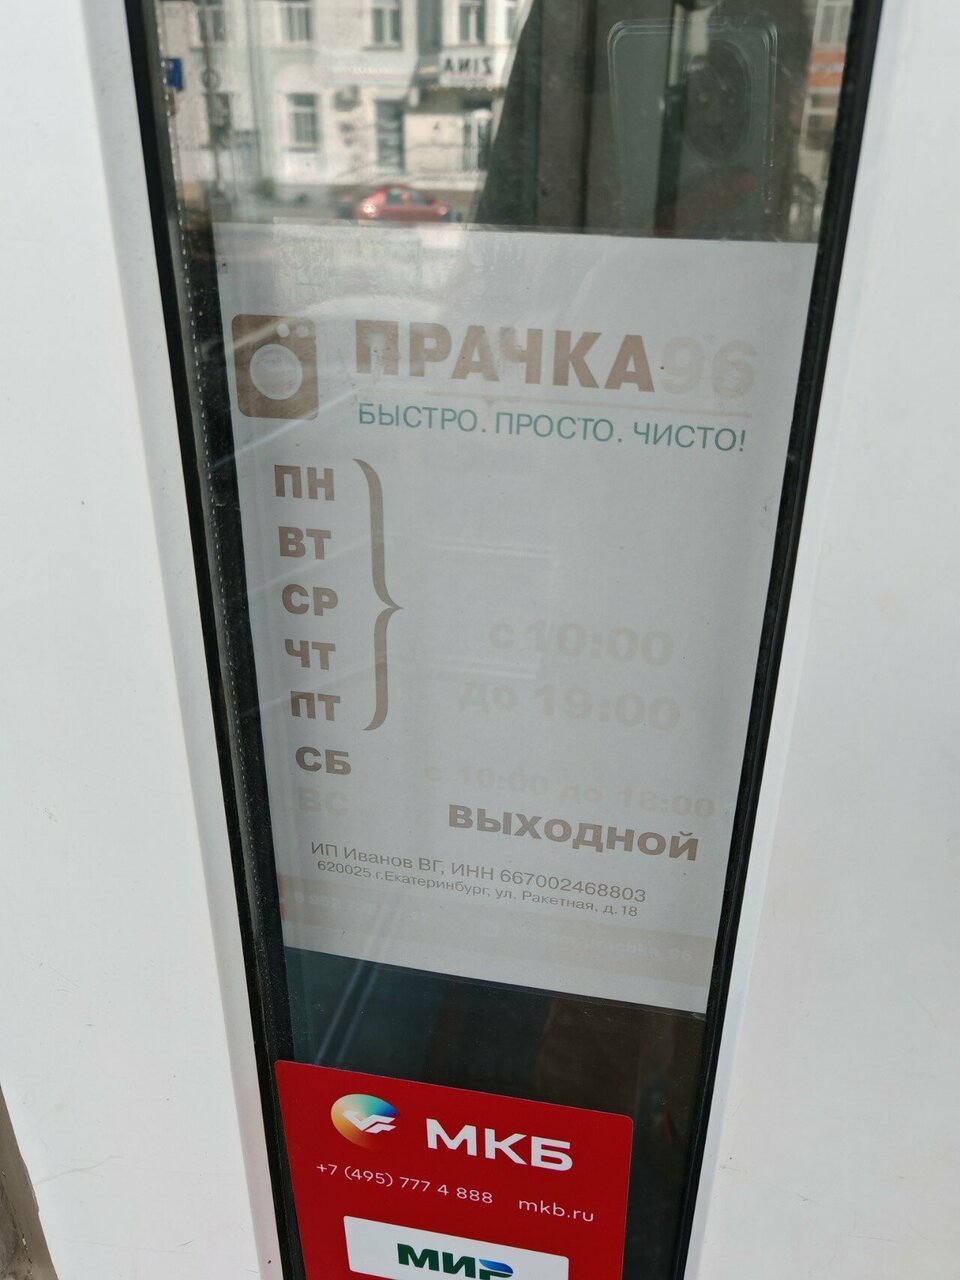 ZINA
ПРАЧКА96
БЫСТРО. ПРОСТО. ЧИСТО!
ПН
ВТ
СР
ЧТ
ПТ
с 10:00
до 19:00
СБ
с 10:00 до 18:00
ВС
ВЫХОДНОЙ
ИП Иванов ВГ, ИНН 667002468803
620025 г.Екатеринбург, ул. Ракетная, д.18
МКБ
+7 (495) 777 4 888 mkb.ru
МИР